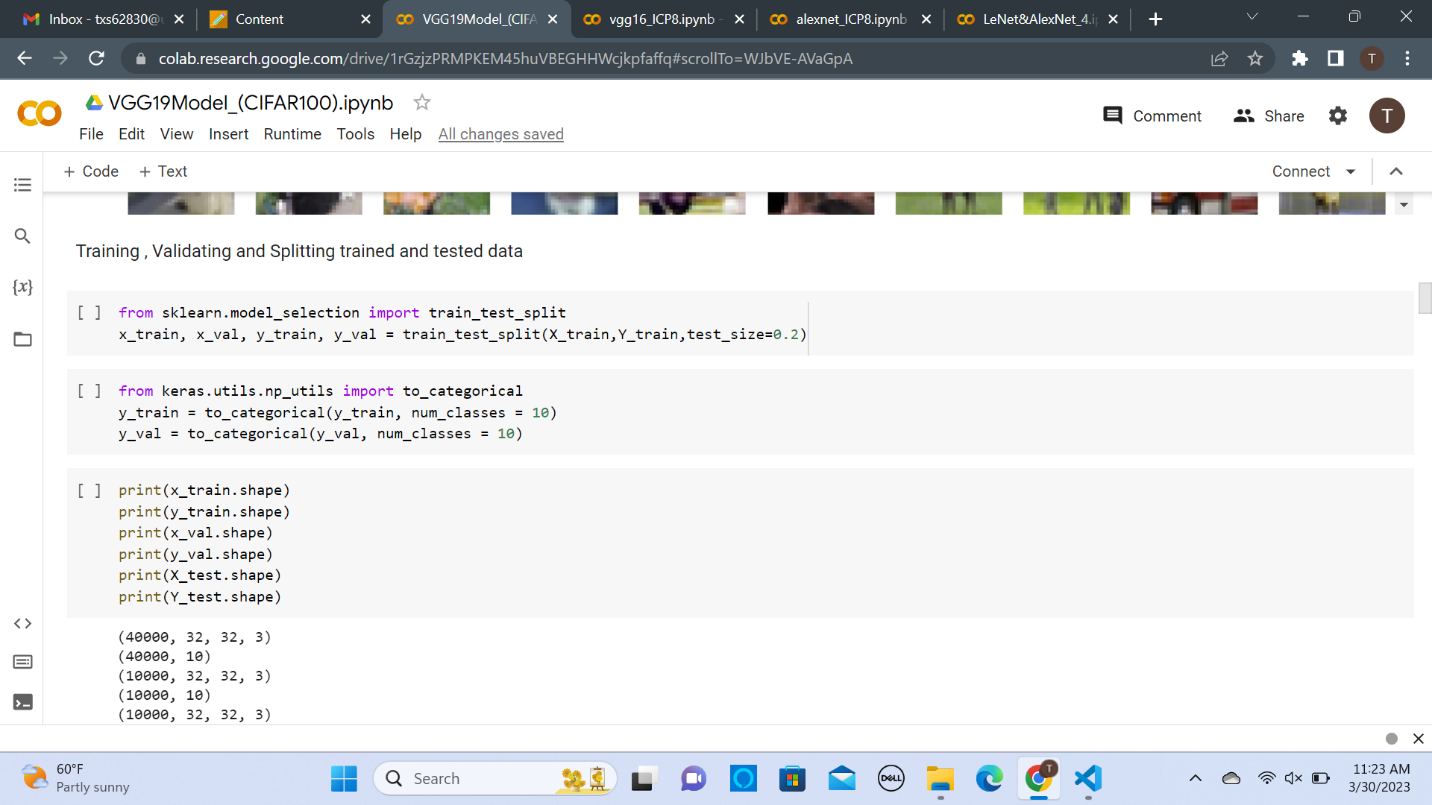 Inbox - txs62830@u
Content
VGG19Model_(CIFA
vgg16_ICP8.ipynb -
alexnet_ICP8.ipynb
LeNet&AlexNet_4.i
colab.research.google.com/drive/1rGzjzPRMPKEM45huVBEGHHWcjkpfaffq#scrollTo=WJbVE-AVaGpA
T
VGG19Model_(CIFAR100).ipynb
Comment
Share
T
File Edit View Insert Runtime Tools Help All changes saved
+ Code + Text
Connect
Training , Validating and Splitting trained and tested data
{x}
[ ] from sklearn.model_selection import train_test_split
x_train, x_val, y_train, y_val = train_test_split(X_train,Y_train,test_size=0.2)
[ ] from keras.utils.np_utils import to_categorical
y_train = to_categorical(y_train, num_classes = 10)
y_val = to_categorical(y_val, num_classes = 10)
[ ] print(x_train.shape)
print(y_train.shape)
print(x_val.shape)
print(y_val.shape)
print(X_test.shape)
print(Y_test.shape)
(40000, 32, 32, 3)
(40000, 10)
(10000, 32, 32, 3)
(10000, 10)
(10000, 32, 32, 3)
60°F
Partly sunny
Search
DELL
T
11:23 AM
3/30/2023